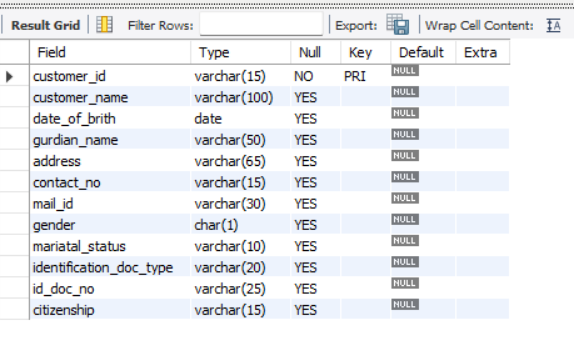 Result Grid Filter Rows: Export: Wrap Cell Content: IA
Field Type Null Key Default Extra
customer_id varchar(15) NO PRI NULL
customer_name varchar(100) YES NULL
date_of_brith date YES NULL
gurdian_name varchar(50) YES NULL
address varchar(65) YES NULL
contact_no varchar(15) YES NULL
mail_id varchar(30) YES NULL
gender char(1) YES NULL
mariatal_status varchar(10) YES NULL
identification_doc_type varchar(20) YES NULL
id_doc_no varchar(25) YES NULL
citizenship varchar(15) YES NULL